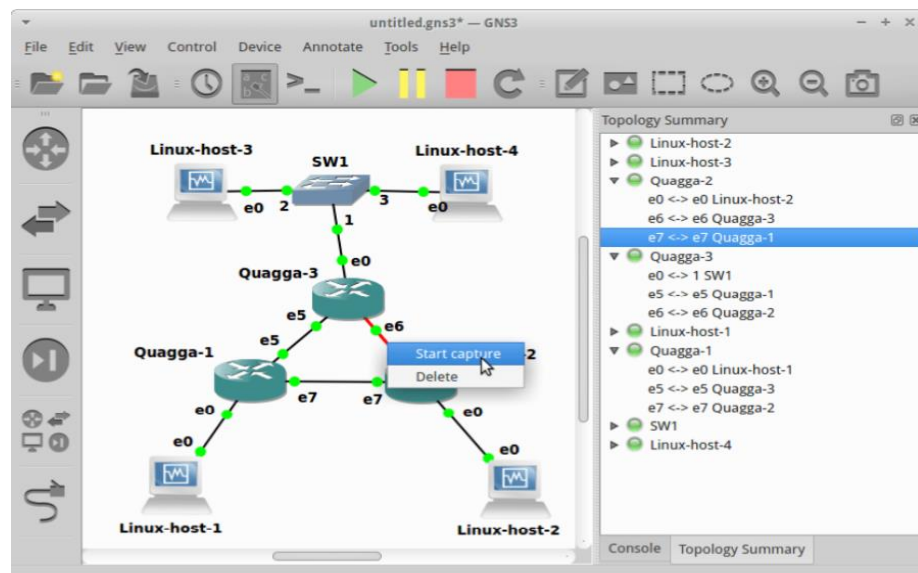 untitled.gns3* — GNS3
File Edit View Control Device Annotate Tools Help
Linux-host-3
SW1
Linux-host-4
e0
2
3
e0
1
e0
Quagga-3
e5
e6
Quagga-1
e5
Start capture
-2
Delete
e7
e7
e0
e0
e0
e0
Linux-host-1
Linux-host-2
Topology Summary
Linux-host-2
Linux-host-3
Quagga-2
e0 <-> e0 Linux-host-2
e6 <-> e6 Quagga-3
e7 <-> e7 Quagga-1
Quagga-3
e0 <-> 1 SW1
e5 <-> e5 Quagga-1
e6 <-> e6 Quagga-2
Linux-host-1
Quagga-1
e0 <-> e0 Linux-host-1
e5 <-> e5 Quagga-3
e7 <-> e7 Quagga-2
SW1
Linux-host-4
Console Topology Summary